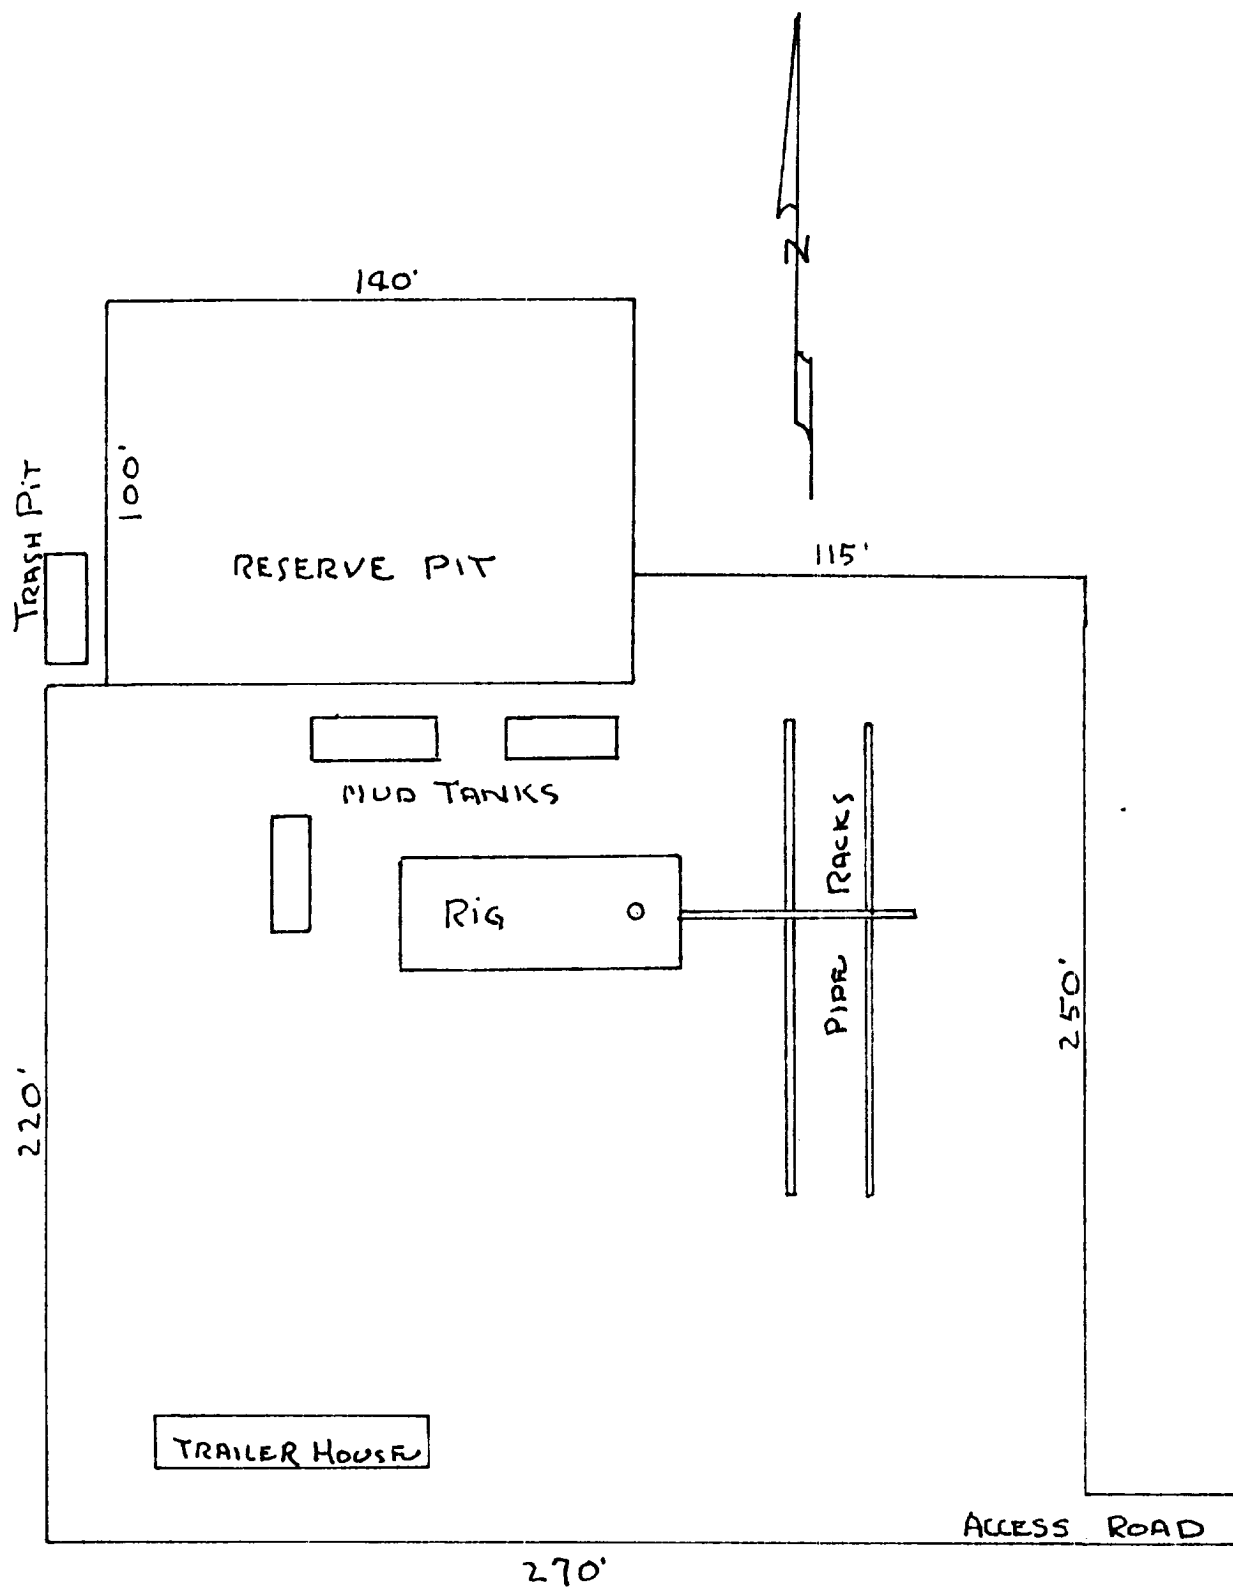 N
140'
100'
TRASH PIT
RESERVE PIT
115'
MUD TANKS
RIG
PIPE RACKS
250'
220'
TRAILER HOUSE
ACCESS ROAD
270'